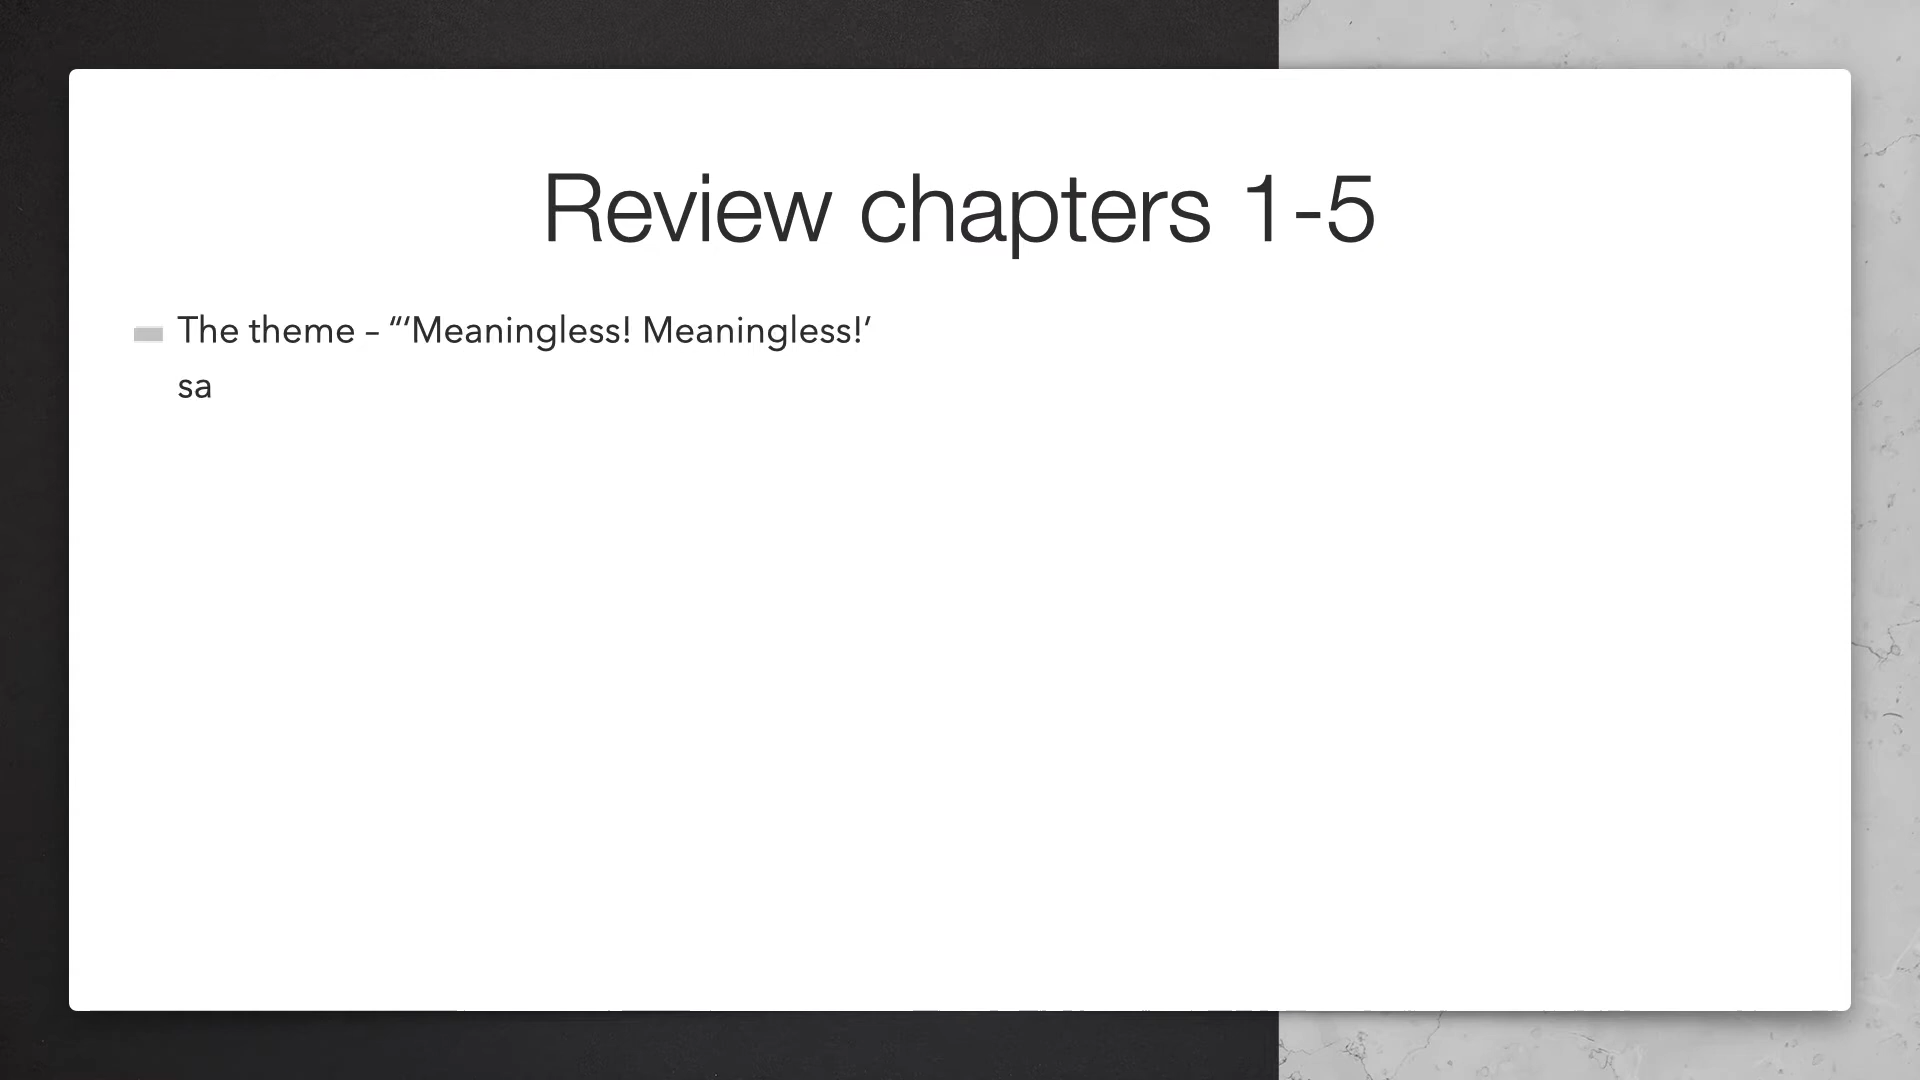 Review chapters 1-5
The theme – “‘Meaningless! Meaningless!’
sa